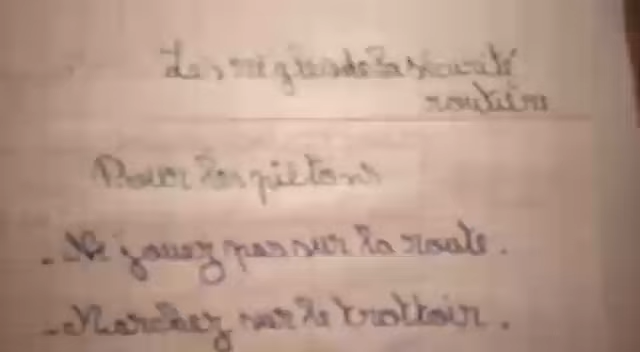 Les règles de la sécurité
routière
Pour les piétons
- Ne jouez pas sur la route.
- Marchez sur le trottoir.